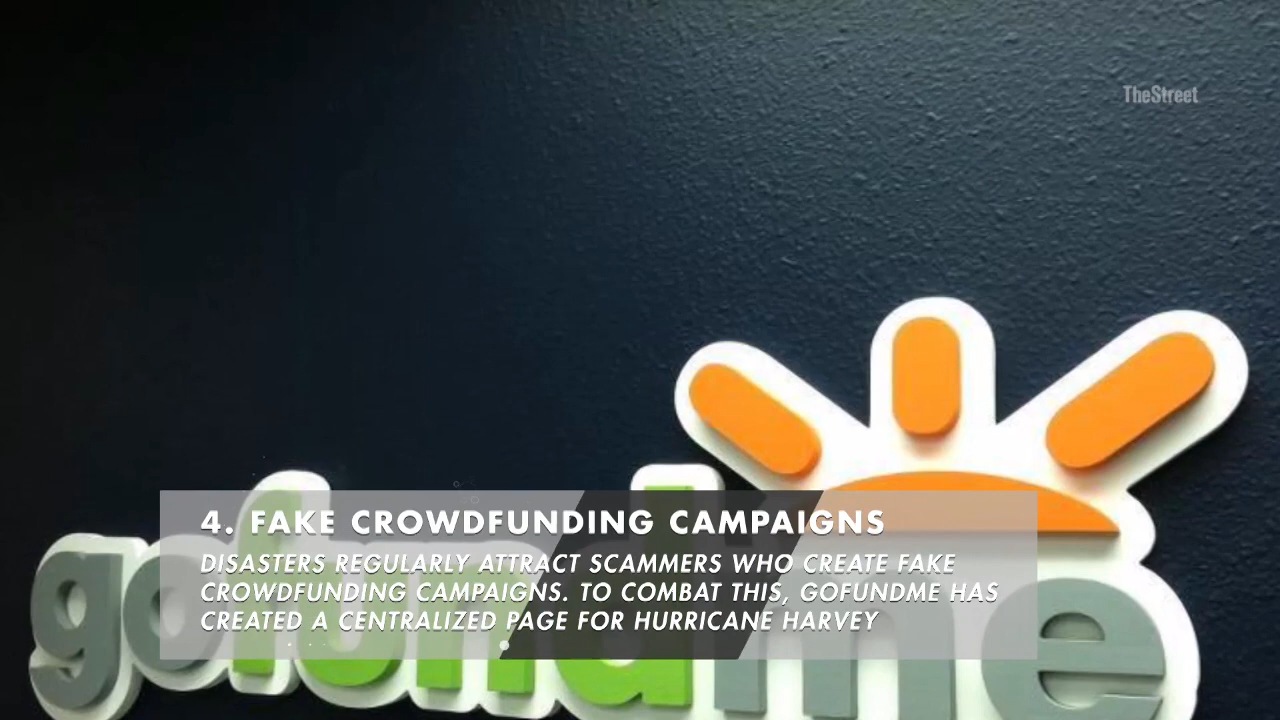 TheStreet
gofundme
4. FAKE CROWDFUNDING CAMPAIGNS
DISASTERS REGULARLY ATTRACT SCAMMERS WHO CREATE FAKE
CROWDFUNDING CAMPAIGNS. TO COMBAT THIS, GOFUNDME HAS
CREATED A CENTRALIZED PAGE FOR HURRICANE HARVEY